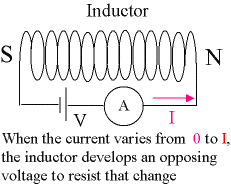 Inductor
S N
V A I
When the current varies from 0 to I,
the inductor develops an opposing
voltage to resist that change